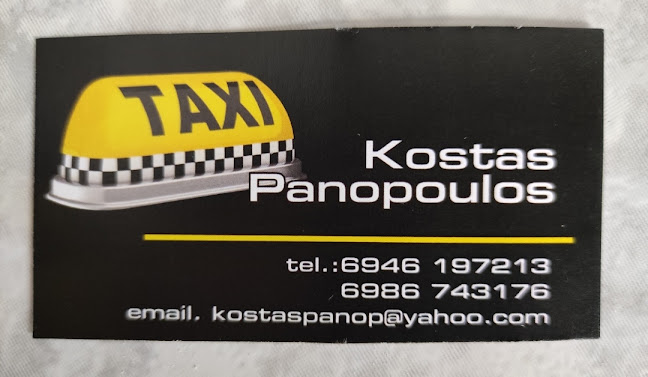 TAXI
Kostas
Panopoulos
tel.:6946 197213
6986 743176
email. kostaspanop@yahoo.com